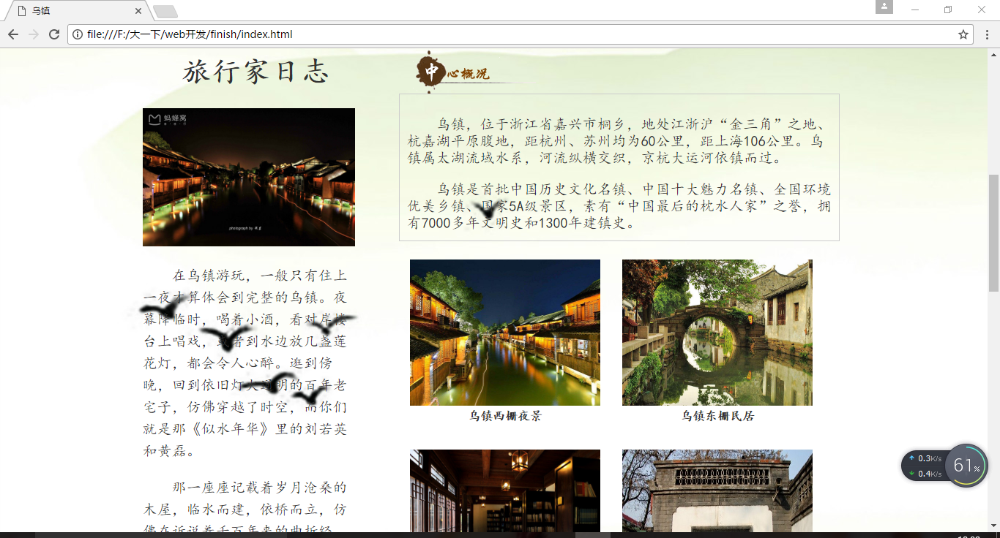 乌镇
file:///F:/大一下/web开发/finish/index.html
旅行家日志
蚂蜂窝
photograph by
在乌镇游玩，一般只有住上
一夜才算体会到完整的乌镇。夜
幕降临时，喝着小酒，看对岸楼
台上唱戏，或者到水边放几盏莲
花灯，都会令人心醉。逛到傍
晚，回到依旧灯火通明的百年老
宅子，仿佛穿越了时空，而你们
就是那《似水年华》里的刘若英
和黄磊。
那一座座记载着岁月沧桑的
木屋，临水而建，依桥而立，仿
佛在诉说着千百年来的曲折经
中心概况
乌镇，位于浙江省嘉兴市桐乡，地处江浙沪“金三角”之地、
杭嘉湖平原腹地，距杭州、苏州均为60公里，距上海106公里。乌
镇属太湖流域水系，河流纵横交织，京杭大运河依镇而过。
乌镇是首批中国历史文化名镇、中国十大魅力名镇、全国环境
优美乡镇、国家5A级景区，素有“中国最后的枕水人家”之誉，拥
有7000多年文明史和1300年建镇史。
乌镇西栅夜景
乌镇东栅民居
0.3K/s
0.4K/s
61%